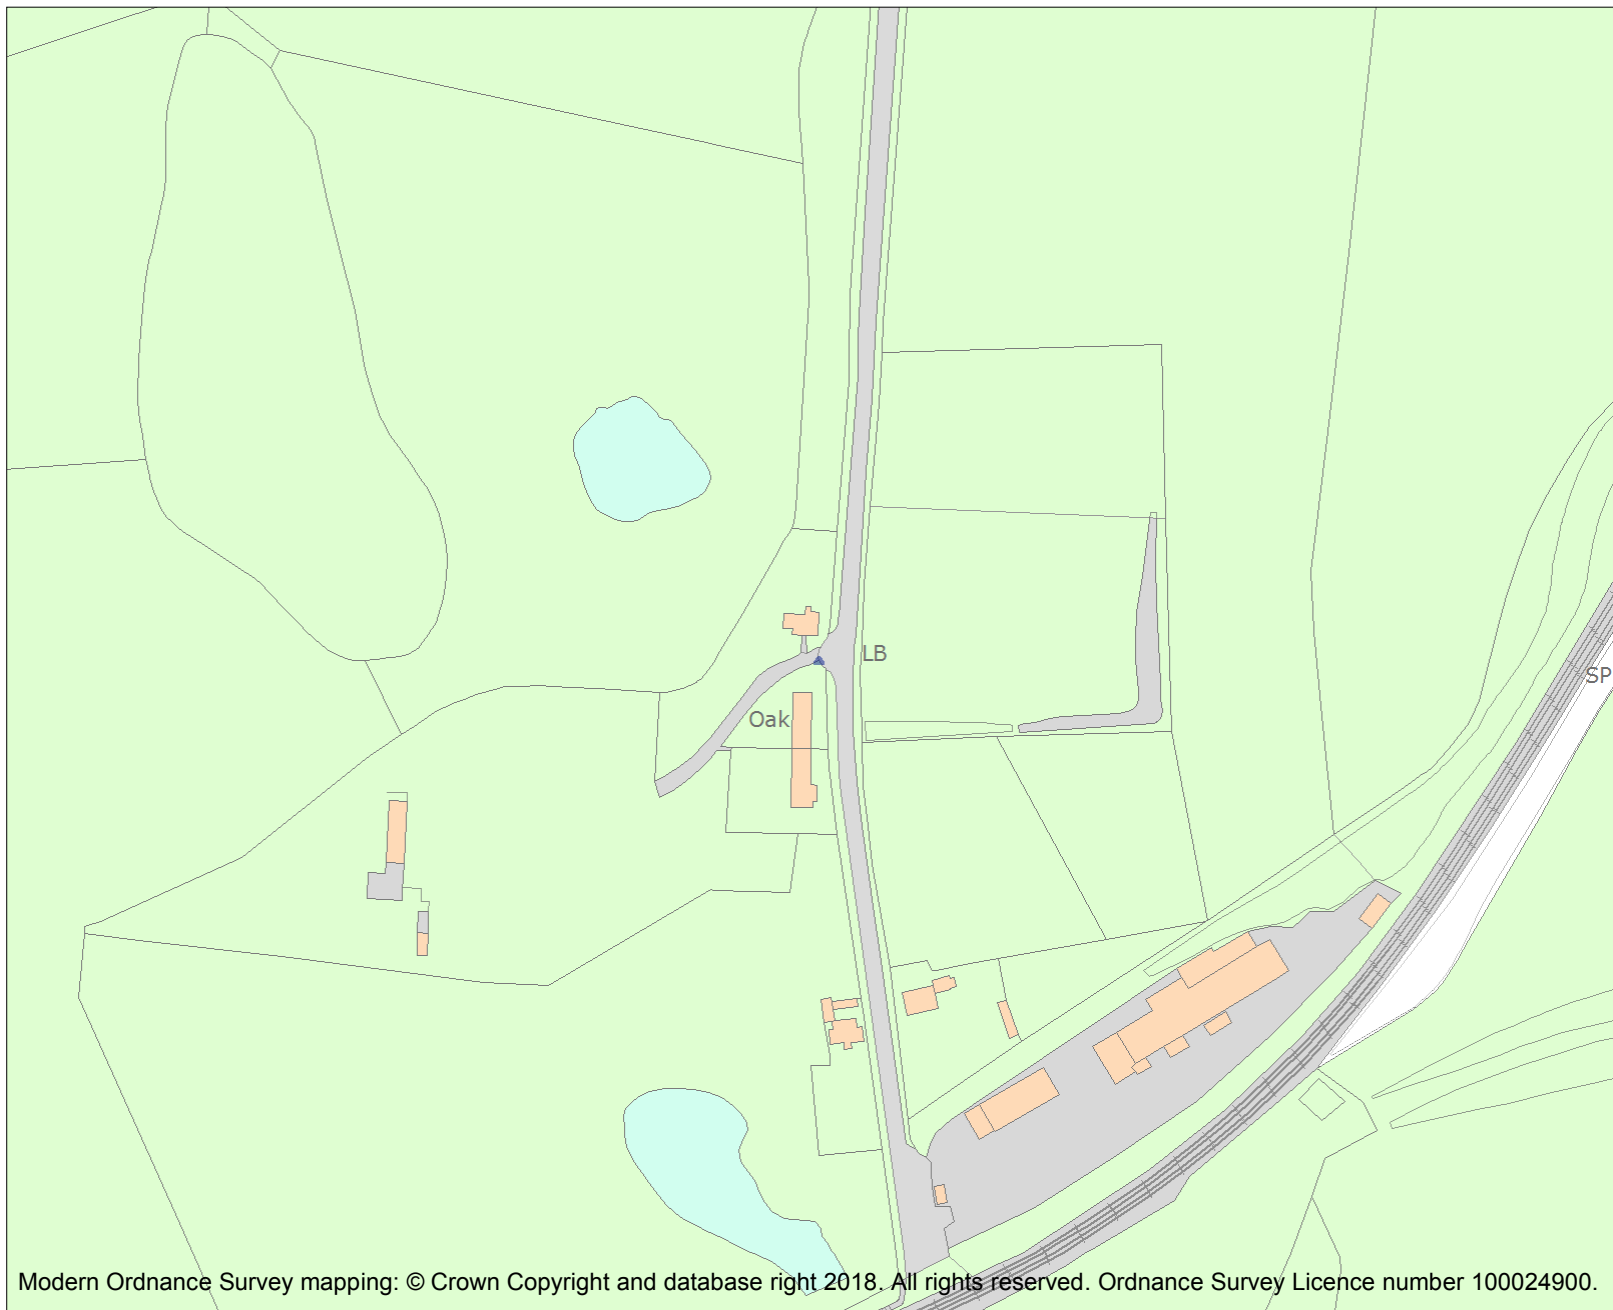 LB
SP
Oak
Modern Ordnance Survey mapping: © Crown Copyright and database right 2018. All rights reserved. Ordnance Survey Licence number 100024900.